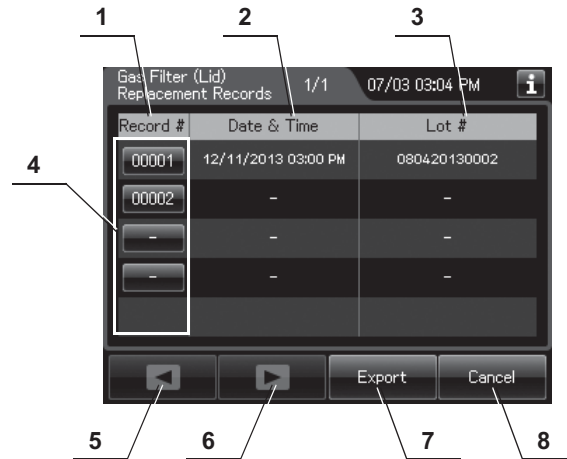 1 2 3
Gas Filter (Lid)
Replacement Records
1/1
07/03 03:04 PM
i
Record # Date & Time Lot #
4
00001 12/11/2013 03:00 PM 080420130002
00002 - -
- - -
- - -
Export Cancel
5 6 7 8